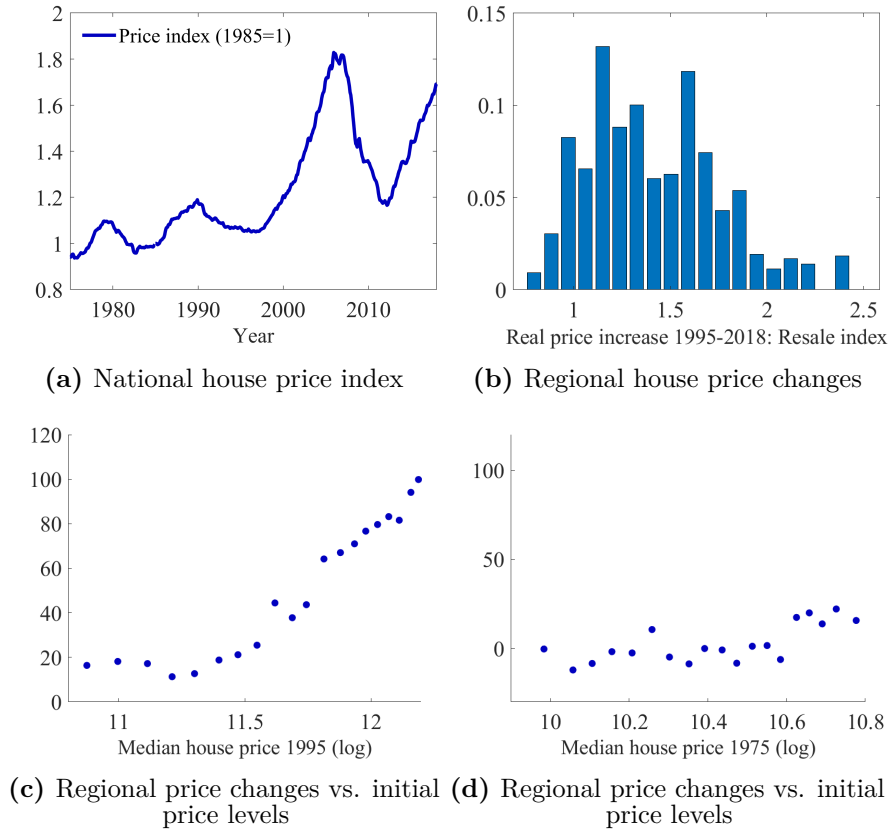 2
1.8
1.6
1.4
1.2
1
0.8
Price index (1985=1)
1980 1990 2000 2010
Year
(a) National house price index
0.15
0.1
0.05
0
1 1.5 2 2.5
Real price increase 1995-2018: Resale index
(b) Regional house price changes
120
100
80
60
40
20
0
11 11.5 12
Median house price 1995 (log)
(c) Regional price changes vs. initial
price levels
100
50
0
10 10.2 10.4 10.6 10.8
Median house price 1975 (log)
(d) Regional price changes vs. initial
price levels